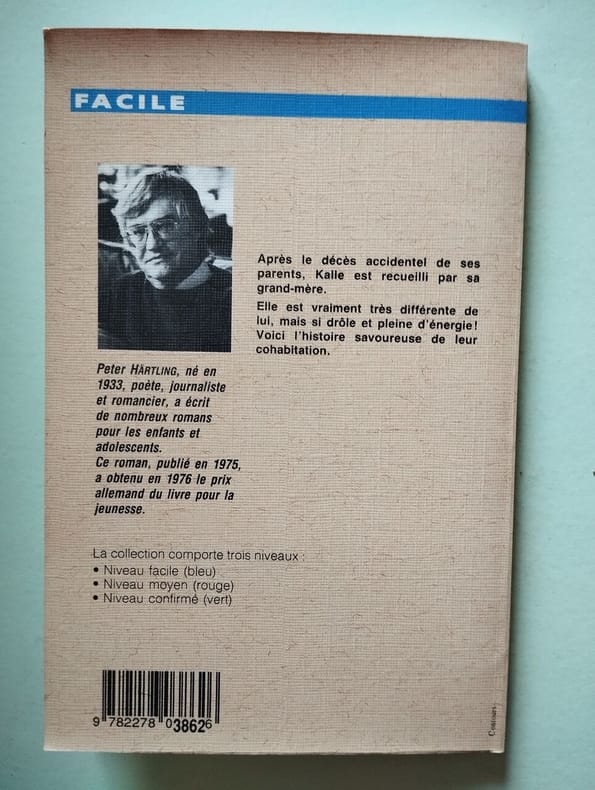 FACILE
Après le décès accidentel de ses
parents, Kalle est recueilli par sa
grand-mère.
Elle est vraiment très différente de
lui, mais si drôle et pleine d'énergie!
Voici l'histoire savoureuse de leur
cohabitation.
Peter HÄRTLING, né en
1933, poète, journaliste
et romancier, a écrit
de nombreux romans
pour les enfants et
adolescents.
Ce roman, publié en 1975,
a obtenu en 1976 le prix
allemand du livre pour la
jeunesse.
La collection comporte trois niveaux :
• Niveau facile (bleu)
• Niveau moyen (rouge)
• Niveau confirmé (vert)
9 782278 038626